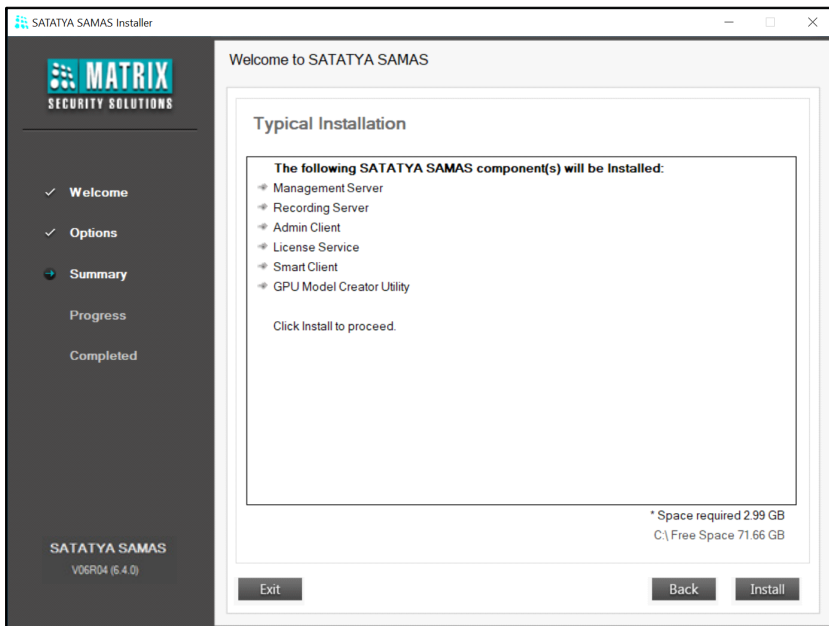 SATATYA SAMAS Installer
MATRIX
SECURITY SOLUTIONS
Welcome
Options
Summary
Progress
Completed
SATATYA SAMAS
V06R04 (6.4.0)
Welcome to SATATYA SAMAS
Typical Installation
The following SATATYA SAMAS component(s) will be Installed:
Management Server
Recording Server
Admin Client
License Service
Smart Client
GPU Model Creator Utility
Click Install to proceed.
* Space required 2.99 GB
C:\ Free Space 71.66 GB
Exit
Back
Install